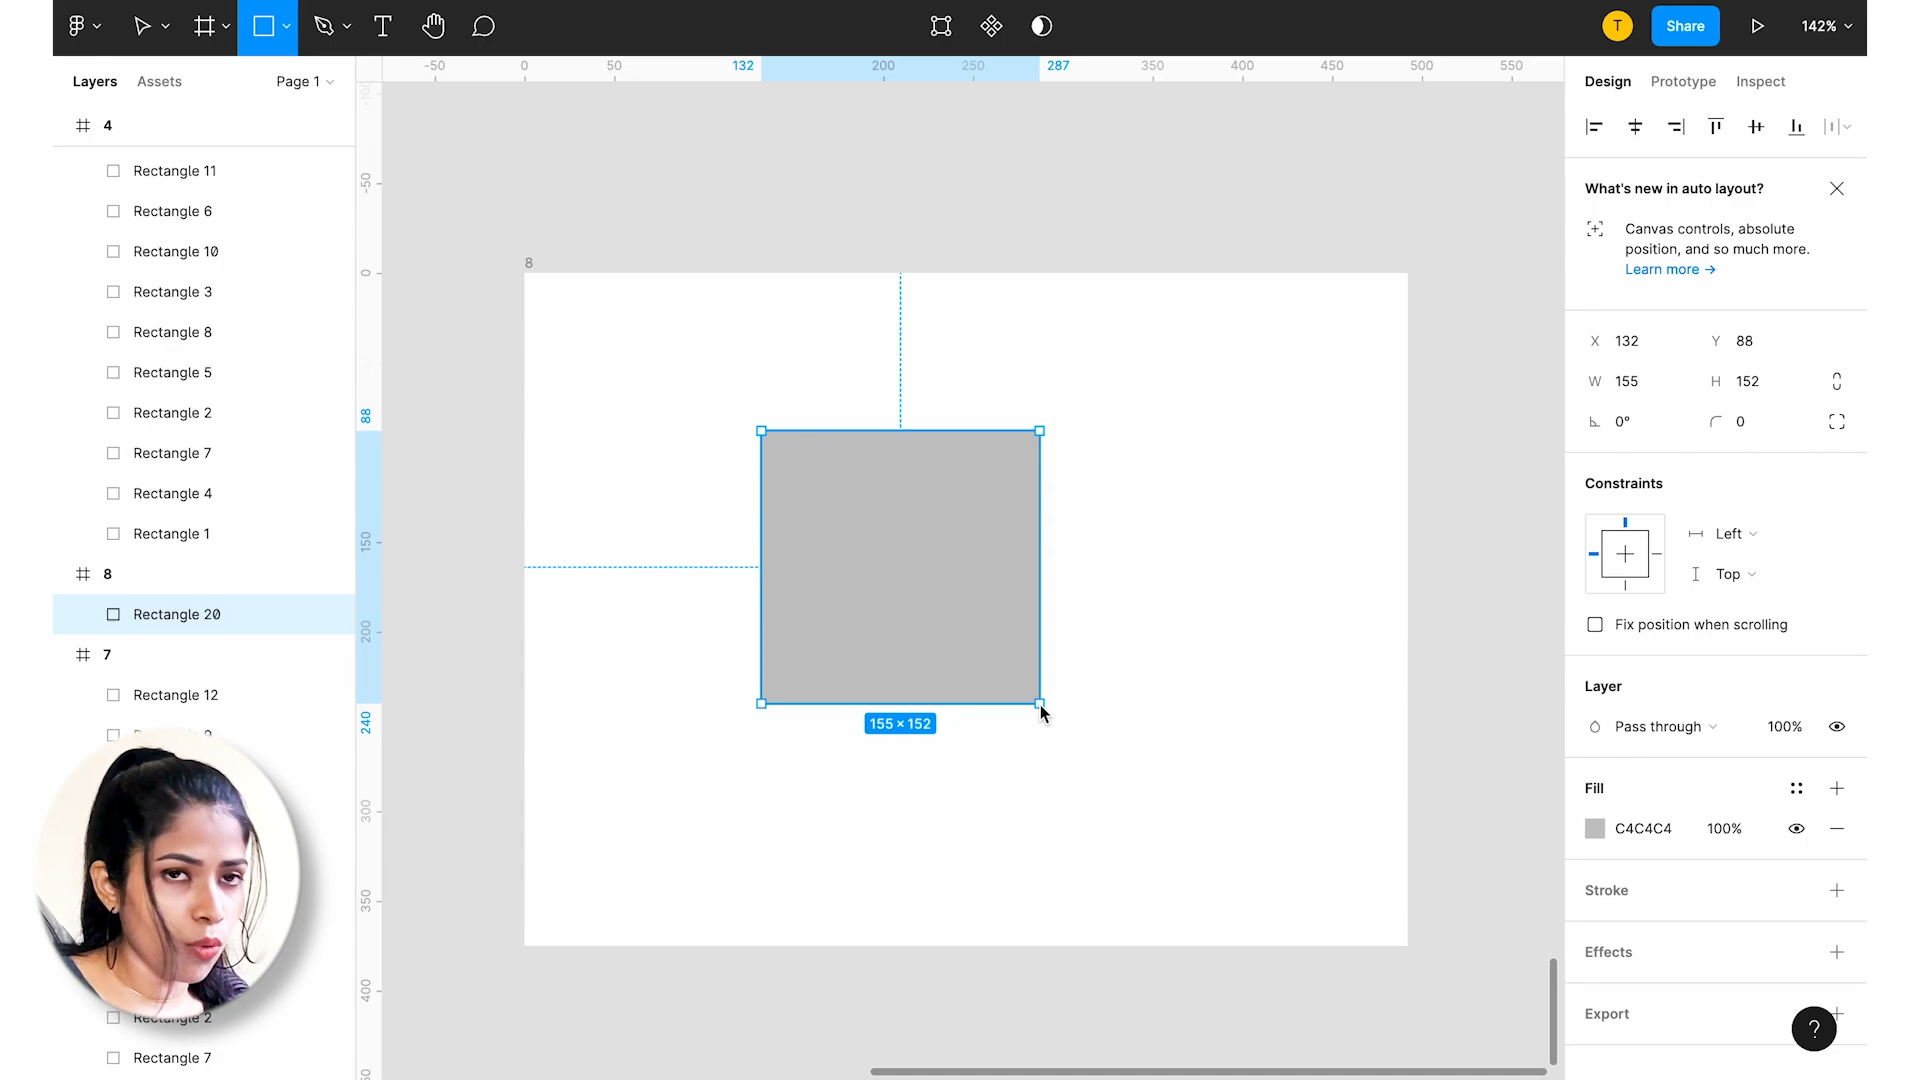 T
Share
142%
Layers
Assets
Page 1
-50
0
50
132
200
250
287
350
400
450
500
550
Design
Prototype
Inspect
4
Rectangle 11
Rectangle 6
Rectangle 10
Rectangle 3
Rectangle 8
Rectangle 5
Rectangle 2
Rectangle 7
Rectangle 4
Rectangle 1
8
Rectangle 20
7
Rectangle 12
Rectangle 2
Rectangle 7
-100
-50
0
88
150
200
240
300
350
400
8
155 × 152
What's new in auto layout?
Canvas controls, absolute
position, and so much more.
Learn more →
X 132
Y 88
W 155
H 152
0°
0
Constraints
Left
Top
Fix position when scrolling
Layer
Pass through
100%
Fill
C4C4C4
100%
Stroke
Effects
Export
?